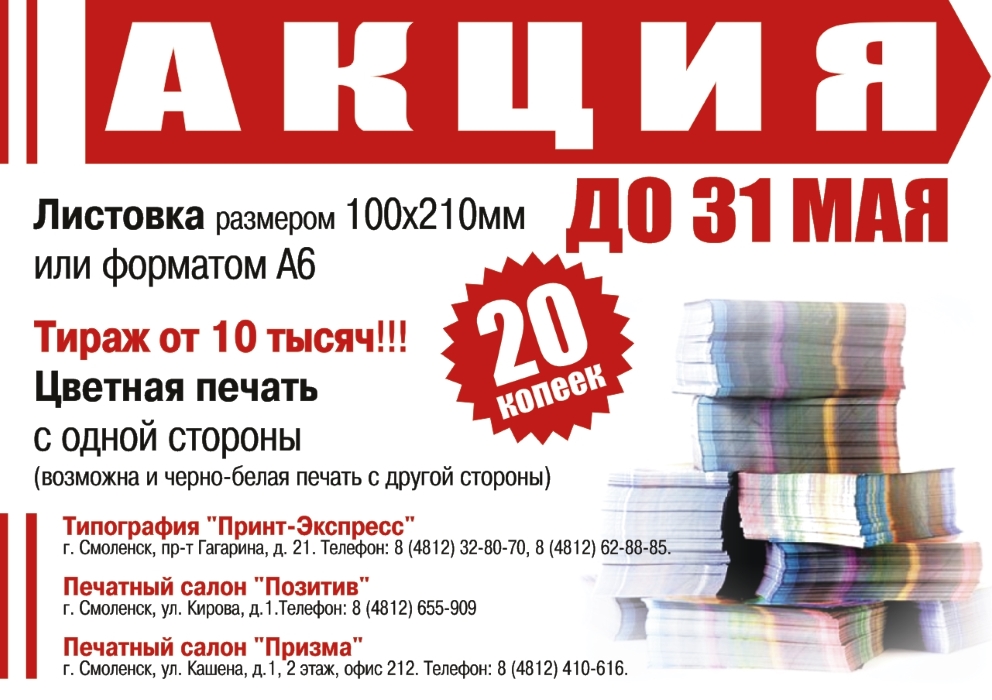 АКЦИЯ
ДО 31 МАЯ
Листовка размером 100х210мм
или форматом А6
20
копеек
Тираж от 10 тысяч!!!
Цветная печать
с одной стороны
(возможна и черно-белая печать с другой стороны)
Типография "Принт-Экспресс"
г. Смоленск, пр-т Гагарина, д. 21. Телефон: 8 (4812) 32-80-70, 8 (4812) 62-88-85.
Печатный салон "Позитив"
г. Смоленск, ул. Кирова, д.1.Телефон: 8 (4812) 655-909
Печатный салон "Призма"
г. Смоленск, ул. Кашена, д.1, 2 этаж, офис 212. Телефон: 8 (4812) 410-616.